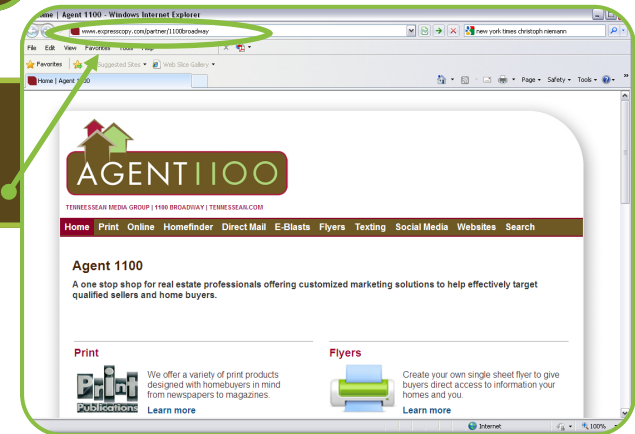 Home | Agent 1100 - Windows Internet Explorer
www.expresscopy.com/partner/1100broadway
new york times christoph niemann
File Edit View Favorites Tools Help
Favorites Suggested Sites Web Slice Gallery
Home | Agent 1100
Page Safety Tools
AGENT1100
TENNESSEAN MEDIA GROUP | 1100 BROADWAY | TENNESSEAN.COM
Home Print Online Homefinder Direct Mail E-Blasts Flyers Texting Social Media Websites Search
Agent 1100
A one stop shop for real estate professionals offering customized marketing solutions to help effectively target
qualified sellers and home buyers.
Print
Print
Publications
We offer a variety of print products
designed with homebuyers in mind
from newspapers to magazines.
Learn more
Flyers
Create your own single sheet flyer to give
buyers direct access to information your
homes and you.
Learn more
Internet
100%